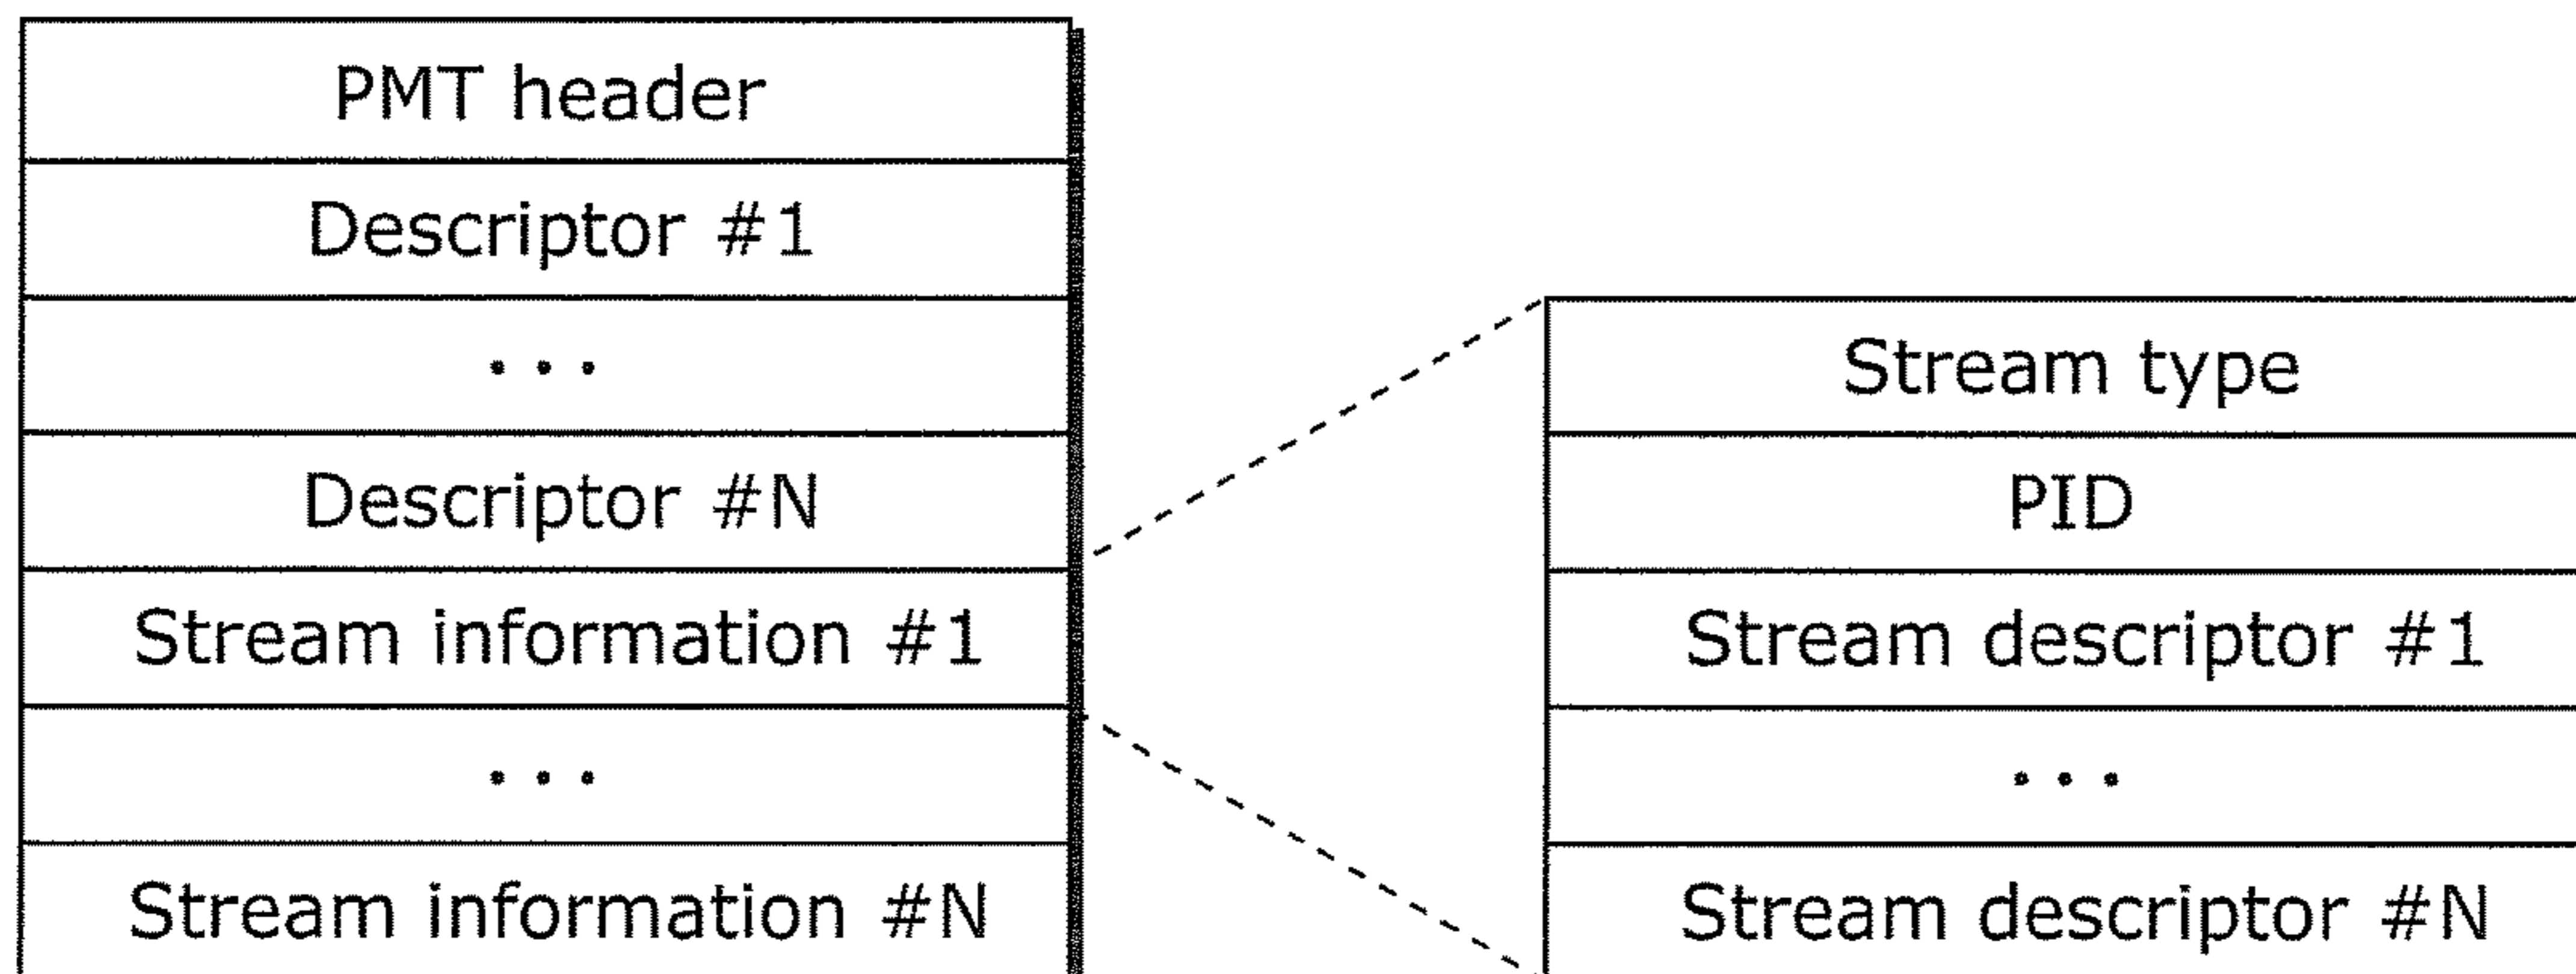 PMT header
Descriptor #1
...
Descriptor #N
Stream information #1
...
Stream information #N
Stream type
PID
Stream descriptor #1
...
Stream descriptor #N